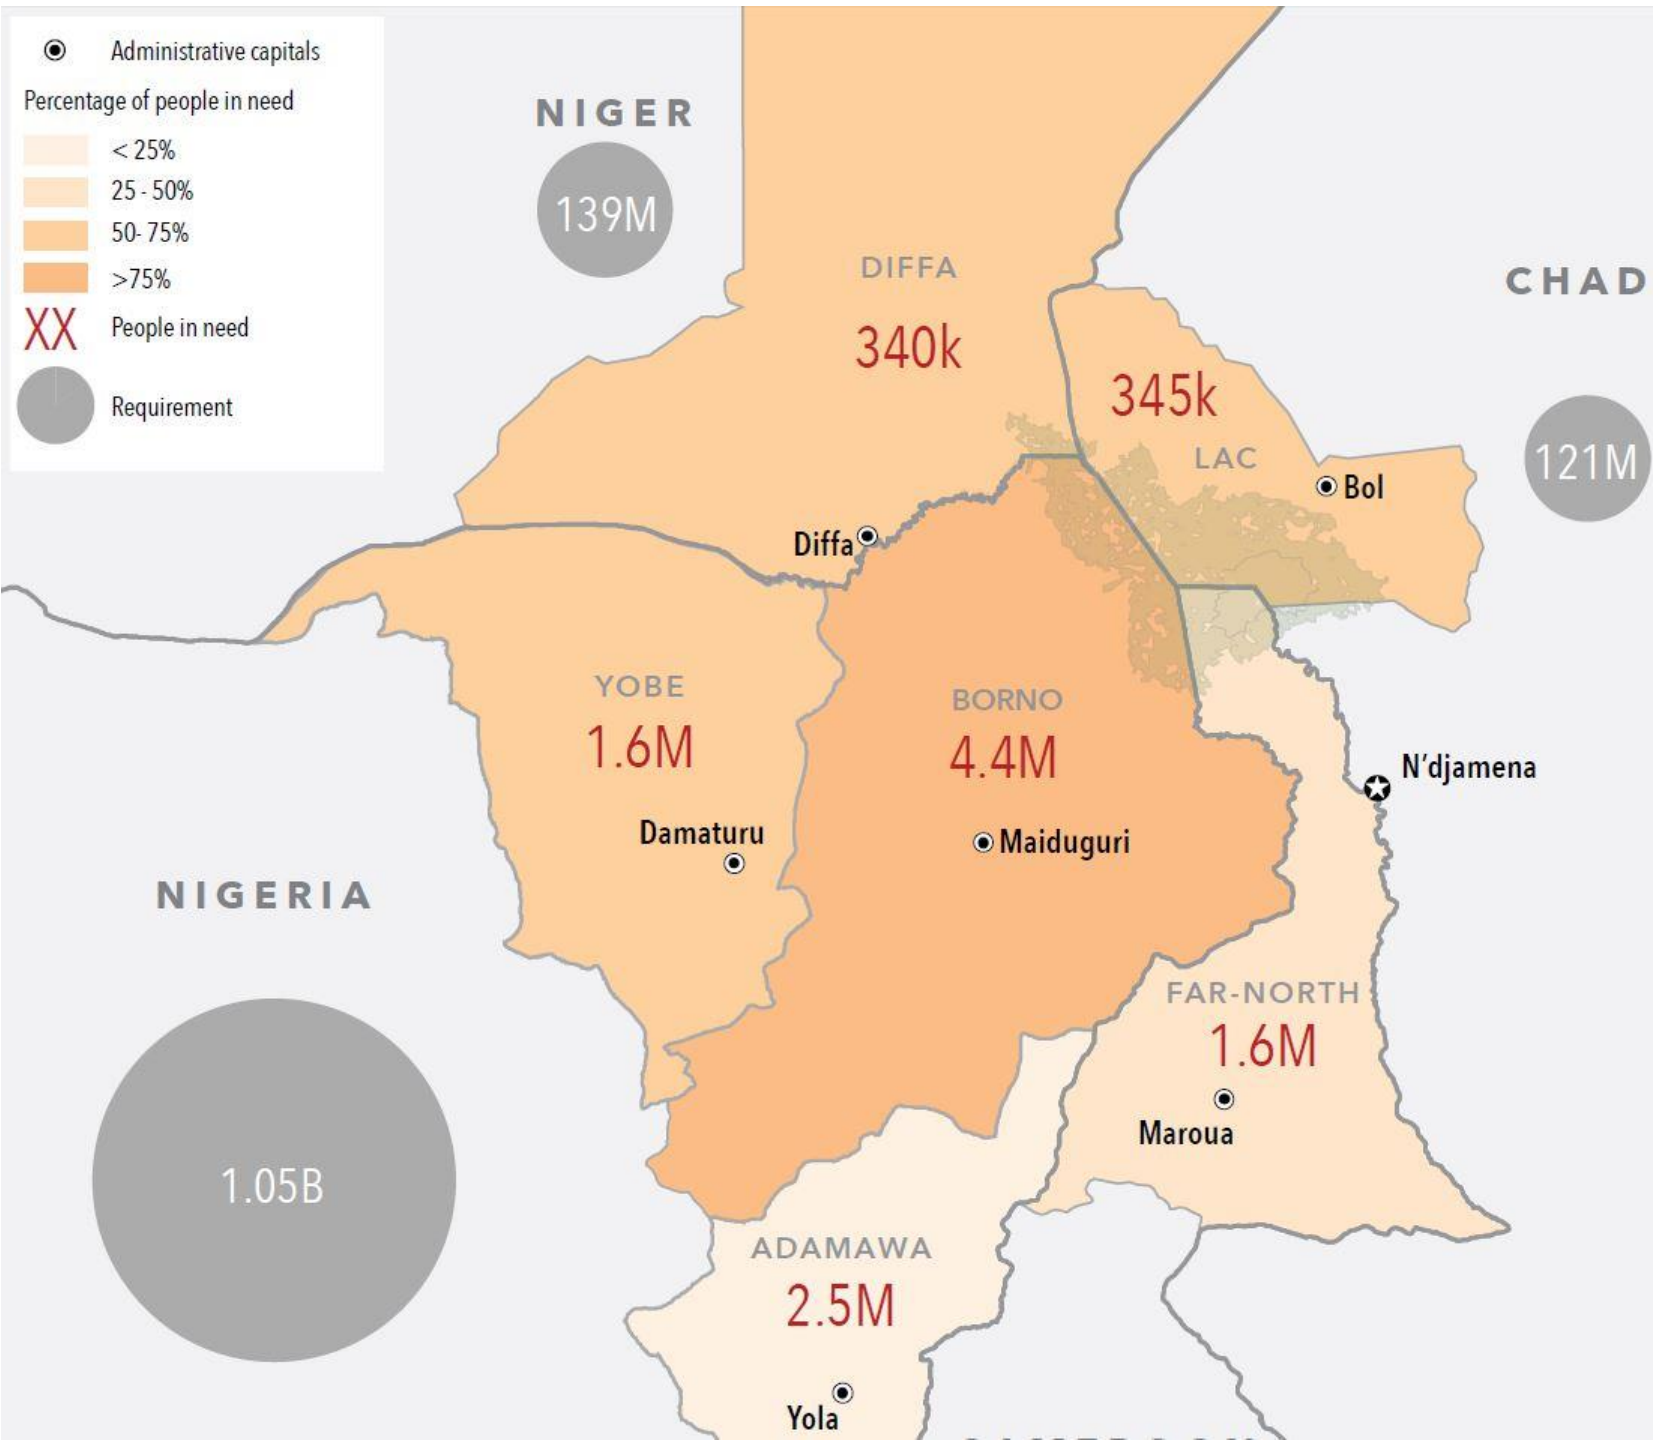 Administrative capitals
Percentage of people in need
< 25%
25 - 50%
50- 75%
>75%
XX People in need
Requirement
NIGER
139M
DIFFA
340k
CHAD
345k
LAC
121M
Bol
Diffa
YOBE
1.6M
BORNO
4.4M
N'djamena
Damaturu
Maiduguri
NIGERIA
FAR-NORTH
1.6M
Maroua
1.05B
ADAMAWA
2.5M
Yola